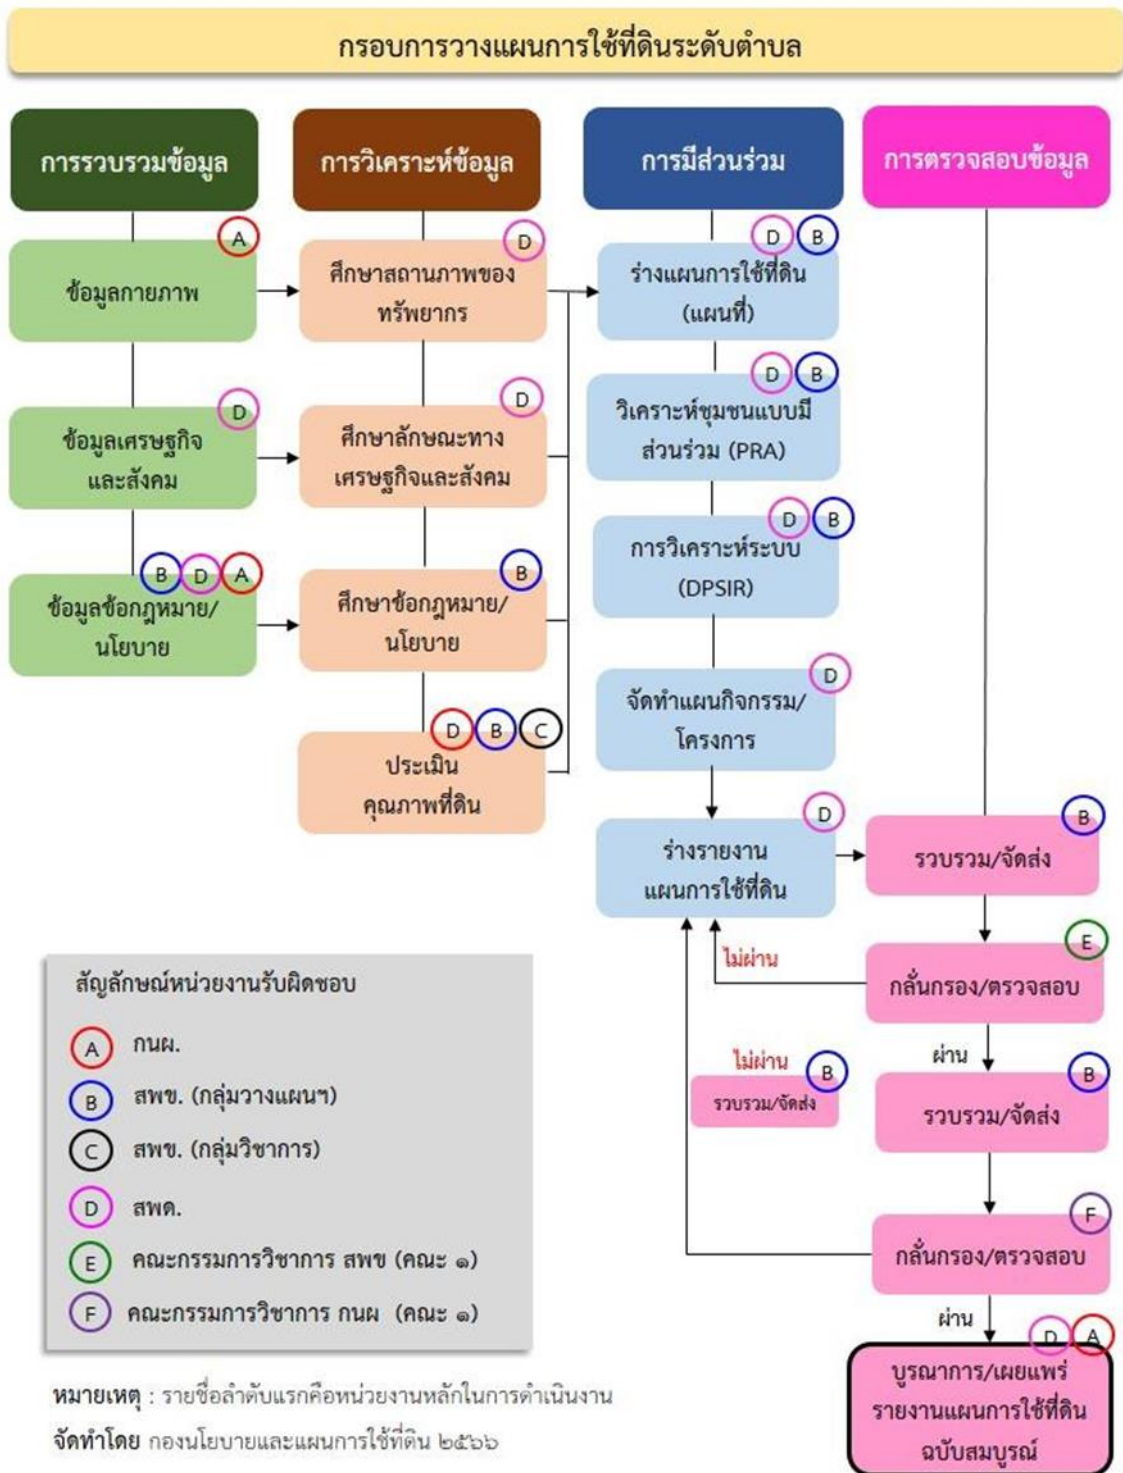 กรอบการวางแผนการใช้ที่ดินระดับตำบล
การรวบรวมข้อมูล
การวิเคราะห์ข้อมูล
การมีส่วนร่วม
การตรวจสอบข้อมูล
A
ข้อมูลกายภาพ
D
ข้อมูลเศรษฐกิจ
และสังคม
B D A
ข้อมูลข้อกฎหมาย/
นโยบาย
D
ศึกษาสถานภาพของ
ทรัพยากร
D
ศึกษาลักษณะทาง
เศรษฐกิจและสังคม
B
ศึกษาข้อกฎหมาย/
นโยบาย
D B C
ประเมิน
คุณภาพที่ดิน
D B
ร่างแผนการใช้ที่ดิน
(แผนที่)
D B
วิเคราะห์ชุมชนแบบมี
ส่วนร่วม (PRA)
D B
การวิเคราะห์ระบบ
(DPSIR)
D
จัดทำแผนกิจกรรม/
โครงการ
D
ร่างรายงาน
แผนการใช้ที่ดิน
B
รวบรวม/จัดส่ง
E
กลั่นกรอง/ตรวจสอบ
ไม่ผ่าน
ผ่าน
B
รวบรวม/จัดส่ง
ไม่ผ่าน
B
รวบรวม/จัดส่ง
F
กลั่นกรอง/ตรวจสอบ
ผ่าน
D A
บูรณาการ/เผยแพร่
รายงานแผนการใช้ที่ดิน
ฉบับสมบูรณ์
สัญลักษณ์หน่วยงานรับผิดชอบ
A กนผ.
B สพข. (กลุ่มวางแผนฯ)
C สพข. (กลุ่มวิชาการ)
D สพด.
E คณะกรรมการวิชาการ สพข (คณะ ๑)
F คณะกรรมการวิชาการ กนผ (คณะ ๑)
หมายเหตุ : รายชื่อลำดับแรกคือหน่วยงานหลักในการดำเนินงาน
จัดทำโดย กองนโยบายและแผนการใช้ที่ดิน ๒๕๖๖